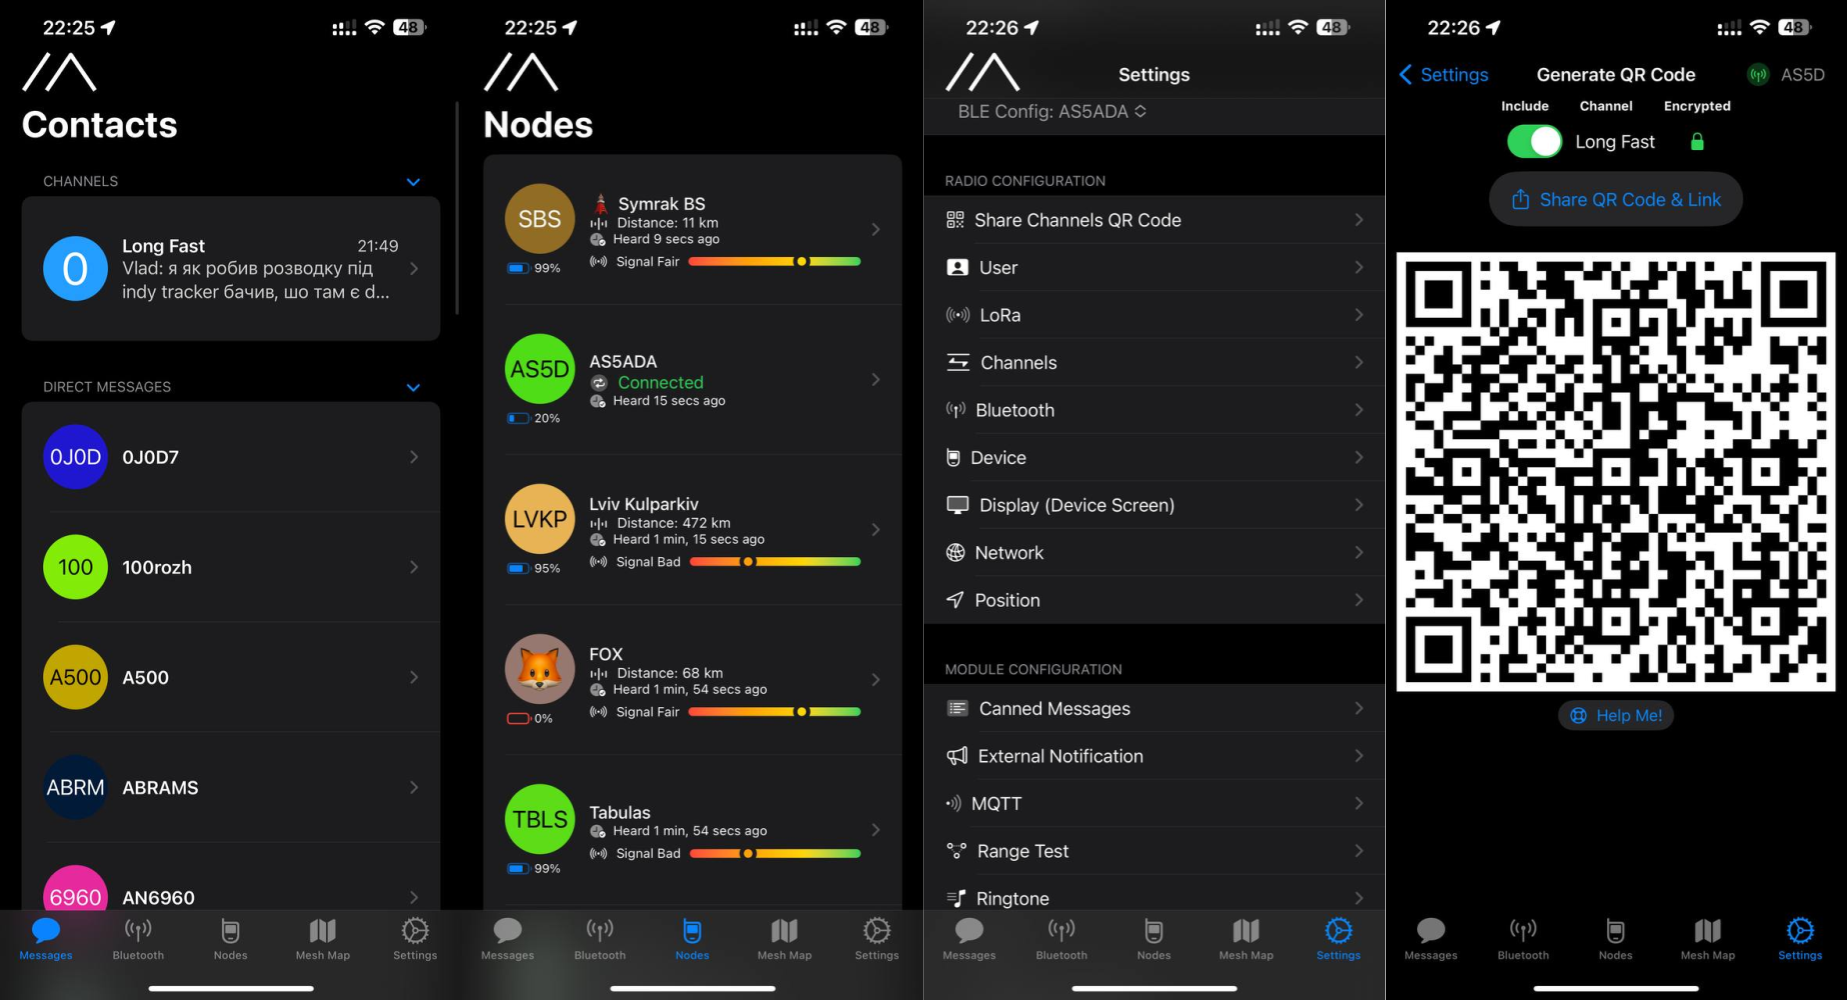 22:25
48
Contacts
CHANNELS
0
Long Fast
21:49
Vlad: я як робив розводку під
indy tracker бачив, шо там є d...
DIRECT MESSAGES
0J0D
0J0D7
100
100rozh
A500
A500
ABRM
ABRAMS
6960
AN6960
Messages
Bluetooth
Nodes
Mesh Map
Settings
22:25
48
Nodes
SBS
Symrak BS
Distance: 11 km
Heard 9 secs ago
Signal Fair
99%
AS5D
AS5ADA
Connected
Heard 15 secs ago
20%
LVKP
Lviv Kulparkiv
Distance: 472 km
Heard 1 min, 15 secs ago
Signal Bad
95%
FOX
Distance: 68 km
Heard 1 min, 54 secs ago
Signal Fair
0%
TBLS
Tabulas
Heard 1 min, 54 secs ago
Signal Bad
99%
Messages
Bluetooth
Nodes
Mesh Map
Settings
22:26
48
Settings
BLE Config: AS5ADA
RADIO CONFIGURATION
Share Channels QR Code
User
LoRa
Channels
Bluetooth
Device
Display (Device Screen)
Network
Position
MODULE CONFIGURATION
Canned Messages
External Notification
MQTT
Range Test
Ringtone
Messages
Bluetooth
Nodes
Mesh Map
Settings
22:26
48
Settings
Generate QR Code
AS5D
Include Channel Encrypted
Long Fast
Share QR Code & Link
Help Me!
Messages
Bluetooth
Nodes
Mesh Map
Settings